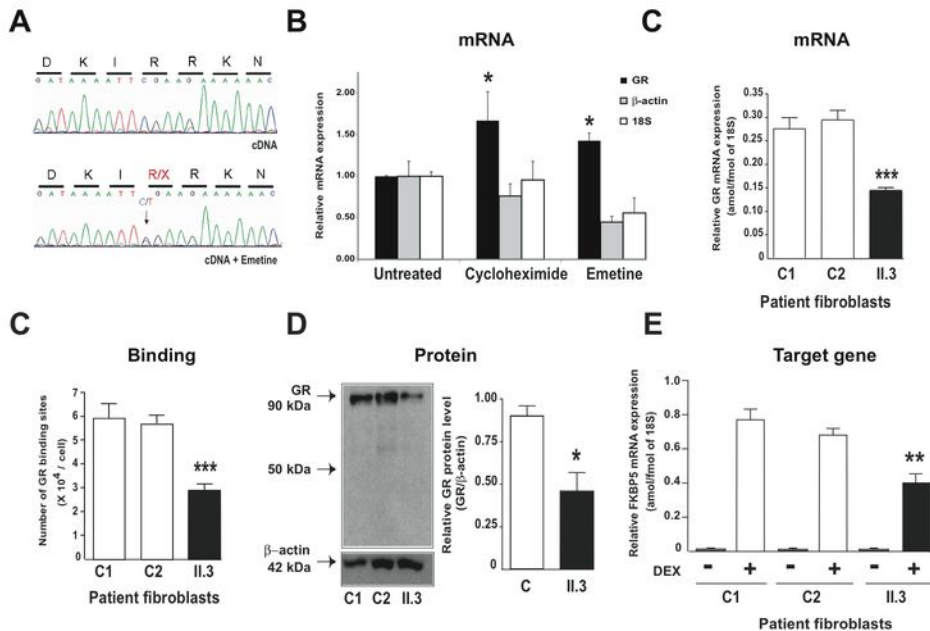 A
D K I R R K N
G A T A A A A T T C G A A G A A A A A A C
cDNA
D K I R/X R K N
C/T
cDNA + Emetine
B
mRNA
Relative mRNA expression
2.00
1.50
1.00
0.50
0.00
* *
GR
β-actin
18S
Untreated Cycloheximide Emetine
C
mRNA
Relative GR mRNA expression
(amol/fmol of 18S)
0.35
0.30
0.25
0.20
0.15
0.10
0.05
0
***
C1 C2 II.3
Patient fibroblasts
C
Binding
Number of GR binding sites
(X 10⁴ / cell)
7
6
5
4
3
2
1
0
***
C1 C2 II.3
Patient fibroblasts
D
Protein
GR
90 kDa
50 kDa
β-actin
42 kDa
C1 C2 II.3
Relative GR protein level
(GR/β-actin)
1.00
0.75
0.50
0.25
0
*
C II.3
E
Target gene
Relative FKBP5 mRNA expression
(amol/fmol of 18S)
1.0
0.8
0.6
0.4
0.2
0
**
DEX - + - + - +
C1 C2 II.3
Patient fibroblasts